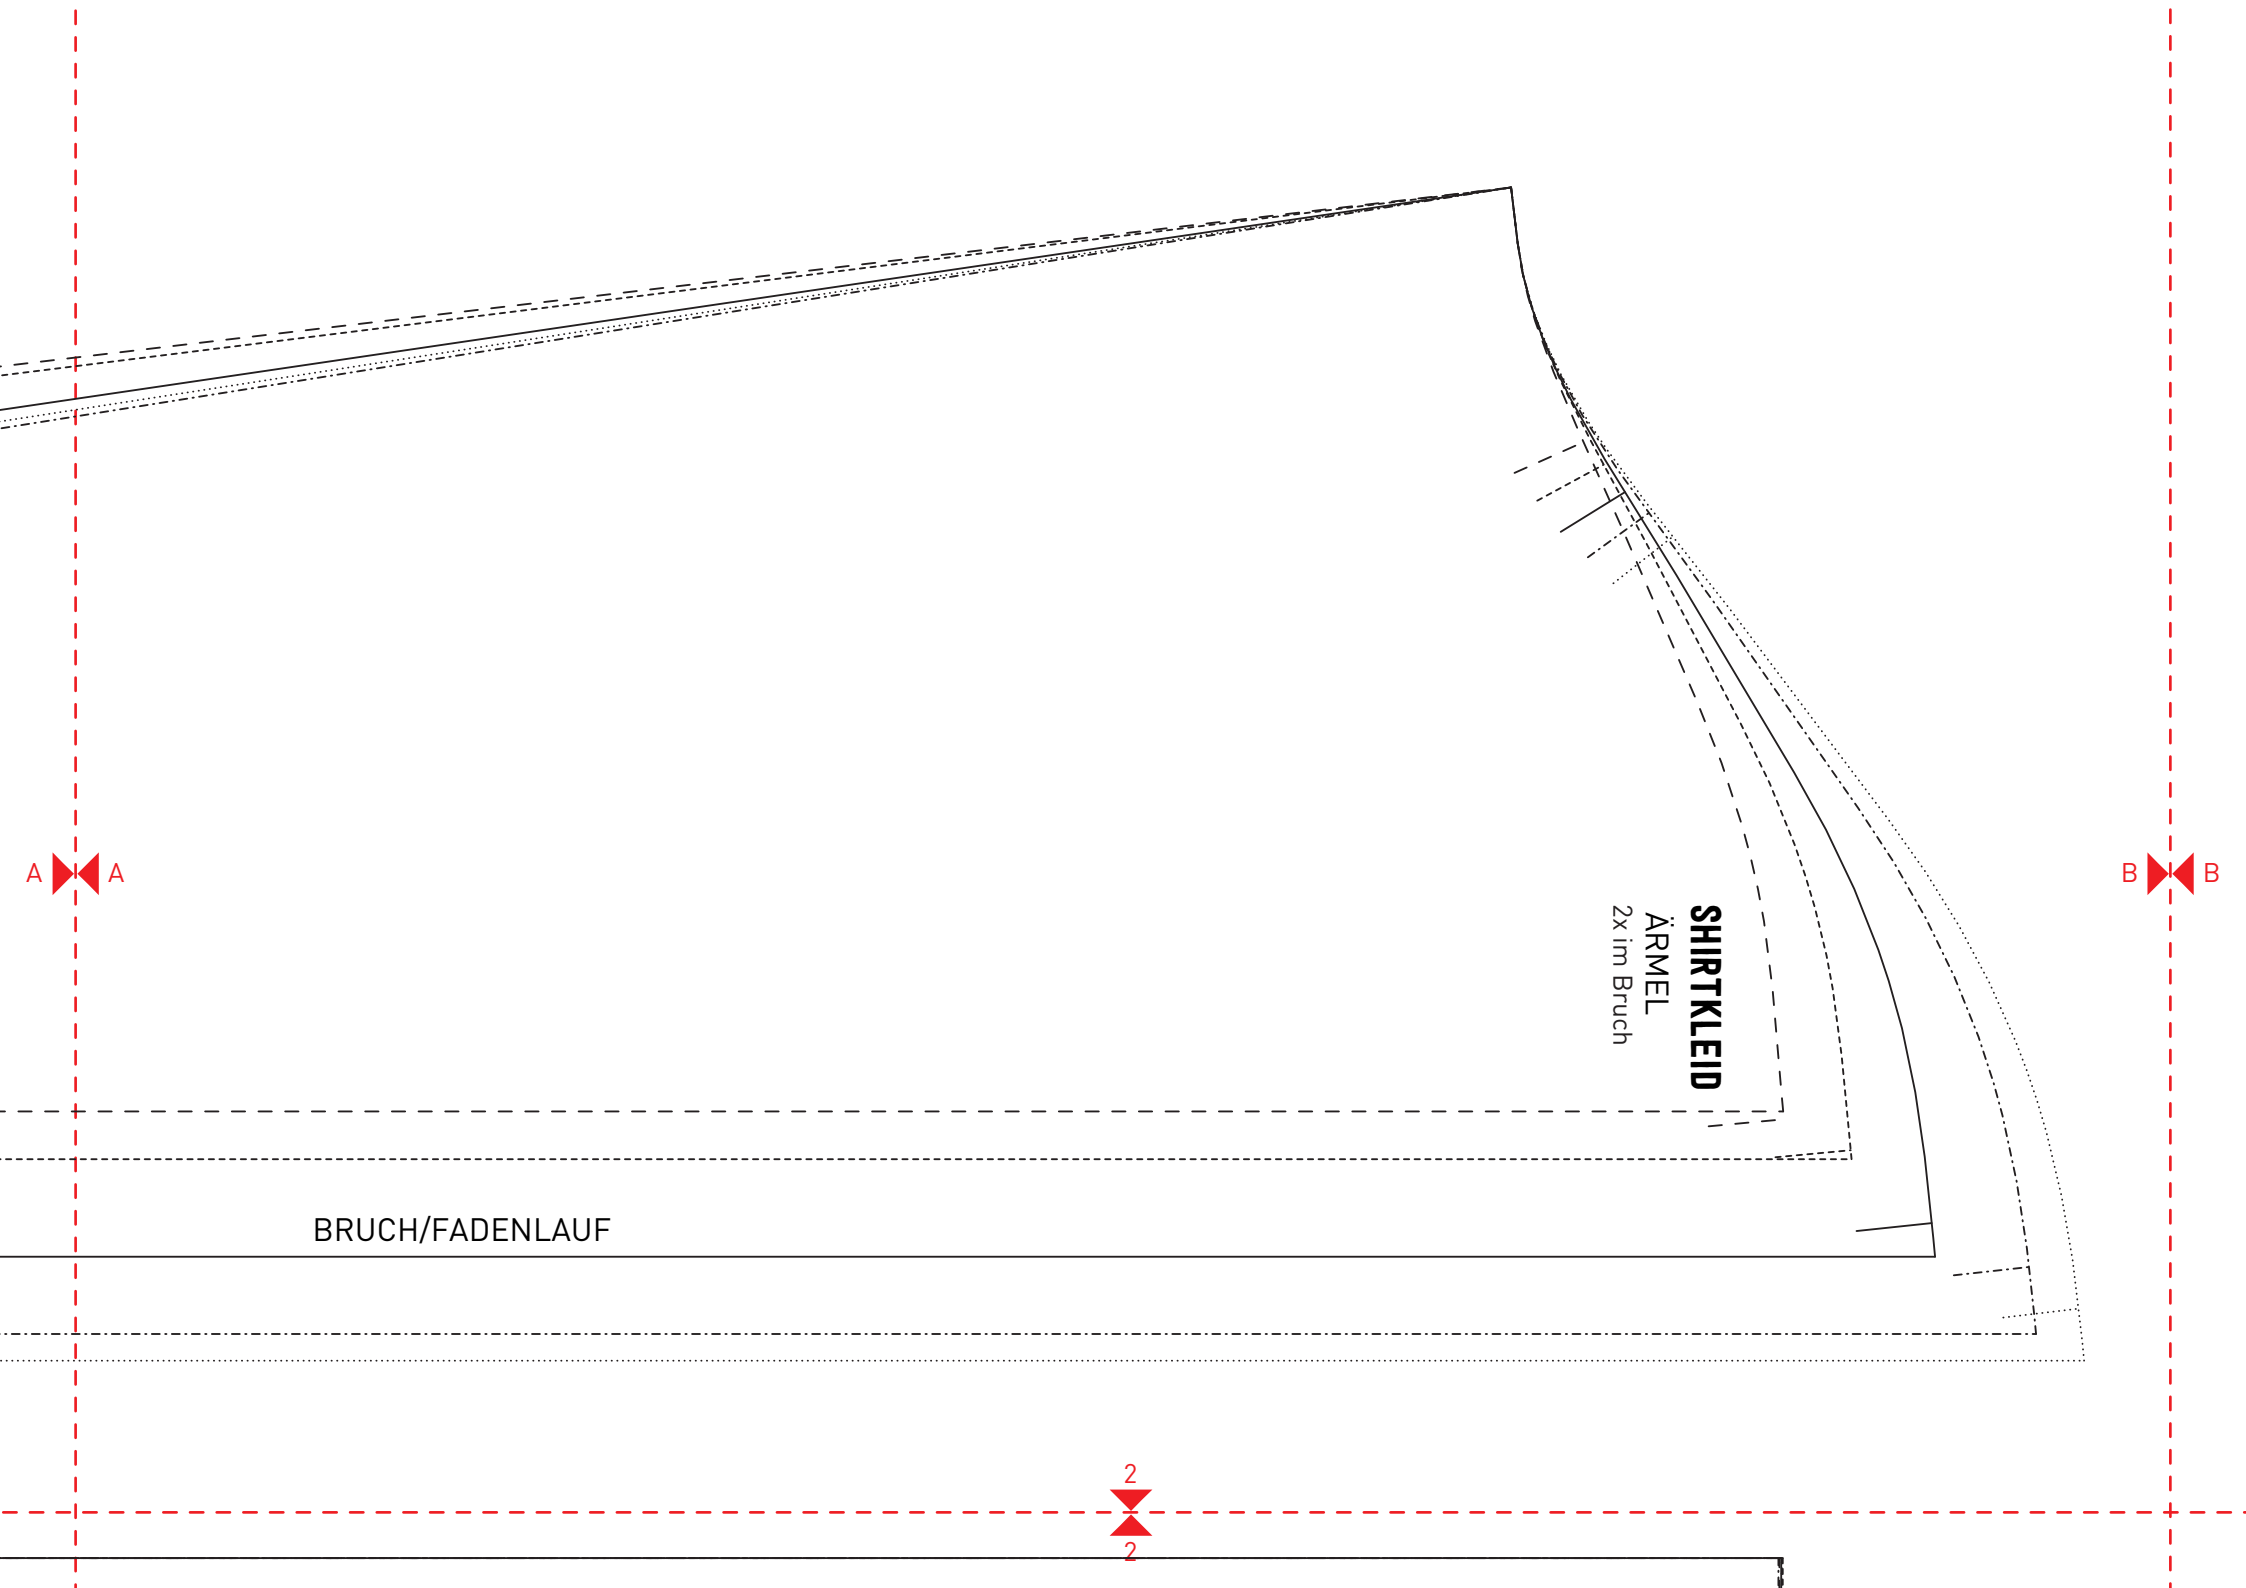 A A
B B
SHIRTKLEID
ÄRMEL
2x im Bruch
BRUCH/FADENLAUF
2
2